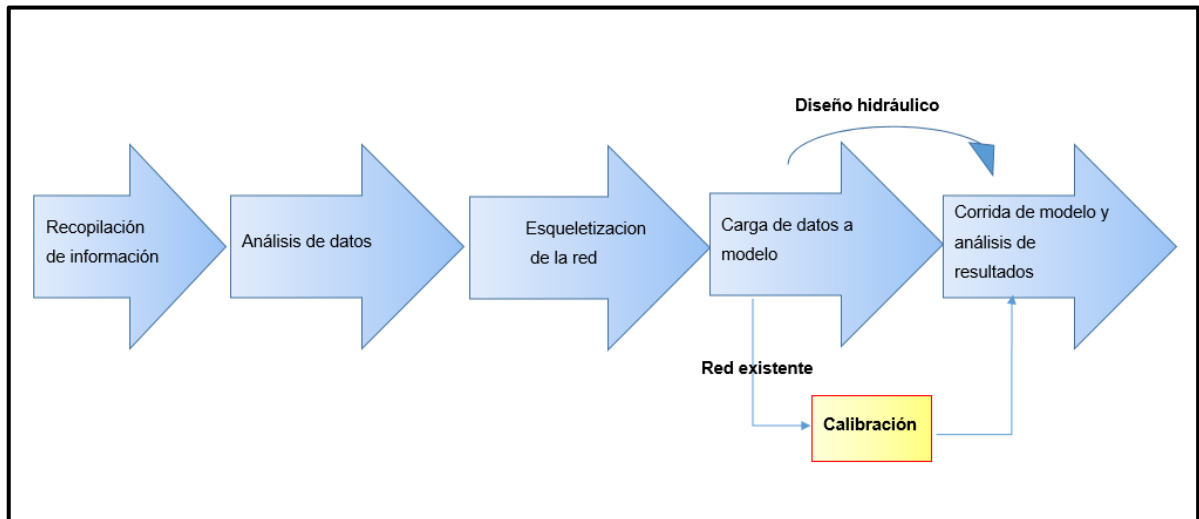 Diseño hidráulico
Recopilación
de información
Análisis de datos
Esqueletizacion
de la red
Carga de datos a
modelo
Corrida de modelo y
análisis de
resultados
Red existente
Calibración